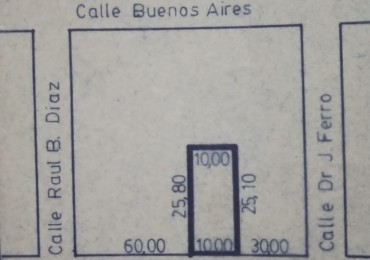 Calle Buenos Aires
Calle Raul B. Diaz
Calle Dr J. Ferro
10,00
25,80
25,10
60,00
10,00
30,00